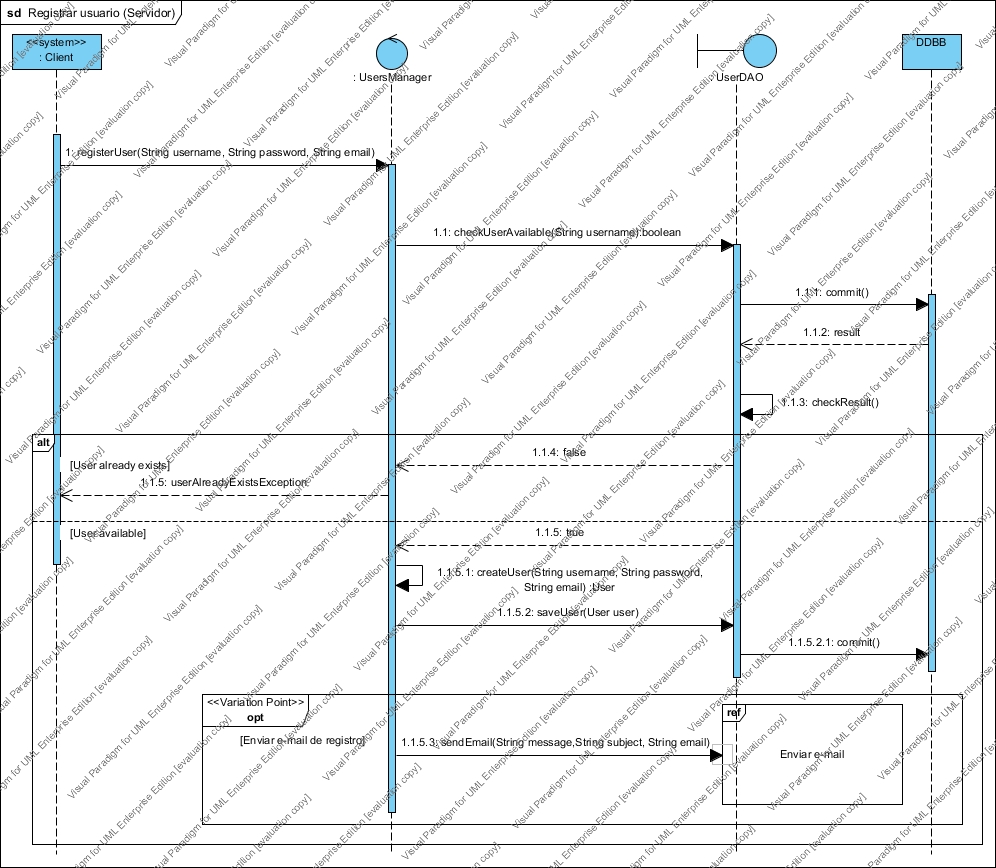 sd Registrar usuario (Servidor)
<<system>>
: Client
: UsersManager
UserDAO
DDBB
1: registerUser(String username, String password, String email)
1.1: checkUserAvailable(String username):boolean
1.1.1: commit()
1.1.2: result
1.1.3: checkResult()
alt
[User already exists]
1.1.4: false
1.1.5: userAlreadyExistsException
[User available]
1.1.5: true
1.1.5.1: createUser(String username, String password,
String email) :User
1.1.5.2: saveUser(User user)
1.1.5.2.1: commit()
<<Variation Point>>
opt
[Enviar e-mail de registro]
1.1.5.3: sendEmail(String message,String subject, String email)
ref
Enviar e-mail
Visual Paradigm for UML Enterprise Edition [evaluation copy]